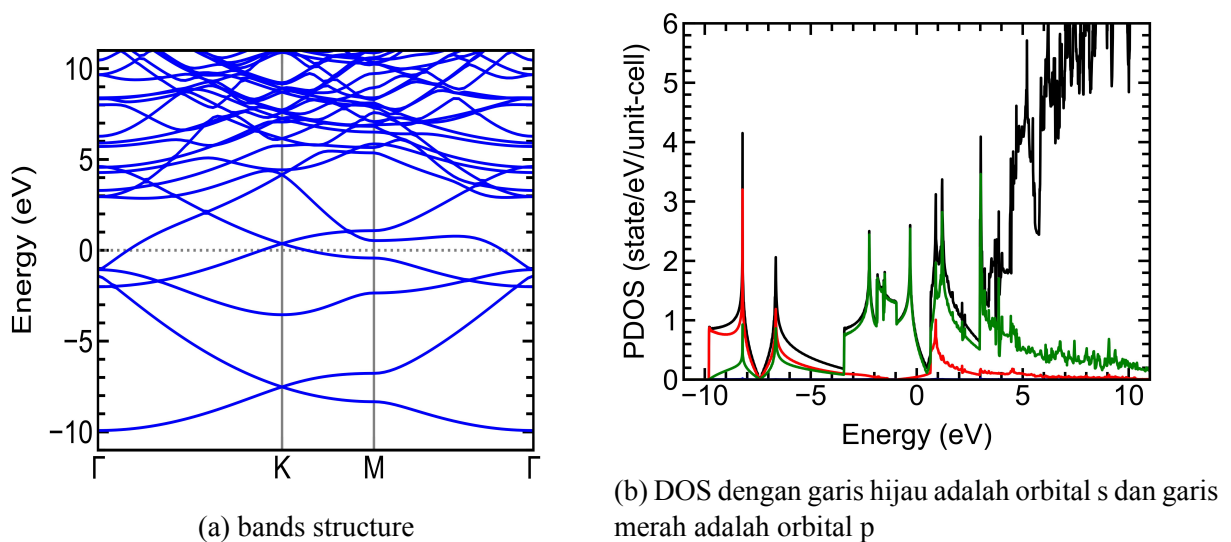 10
5
0
−5
−10
Energy (eV)
Γ
K
M
Γ
(a) bands structure
6
5
4
3
2
1
0
PDOS (state/eV/unit-cell)
−10
−5
0
5
10
Energy (eV)
(b) DOS dengan garis hijau adalah orbital s dan garis
merah adalah orbital p